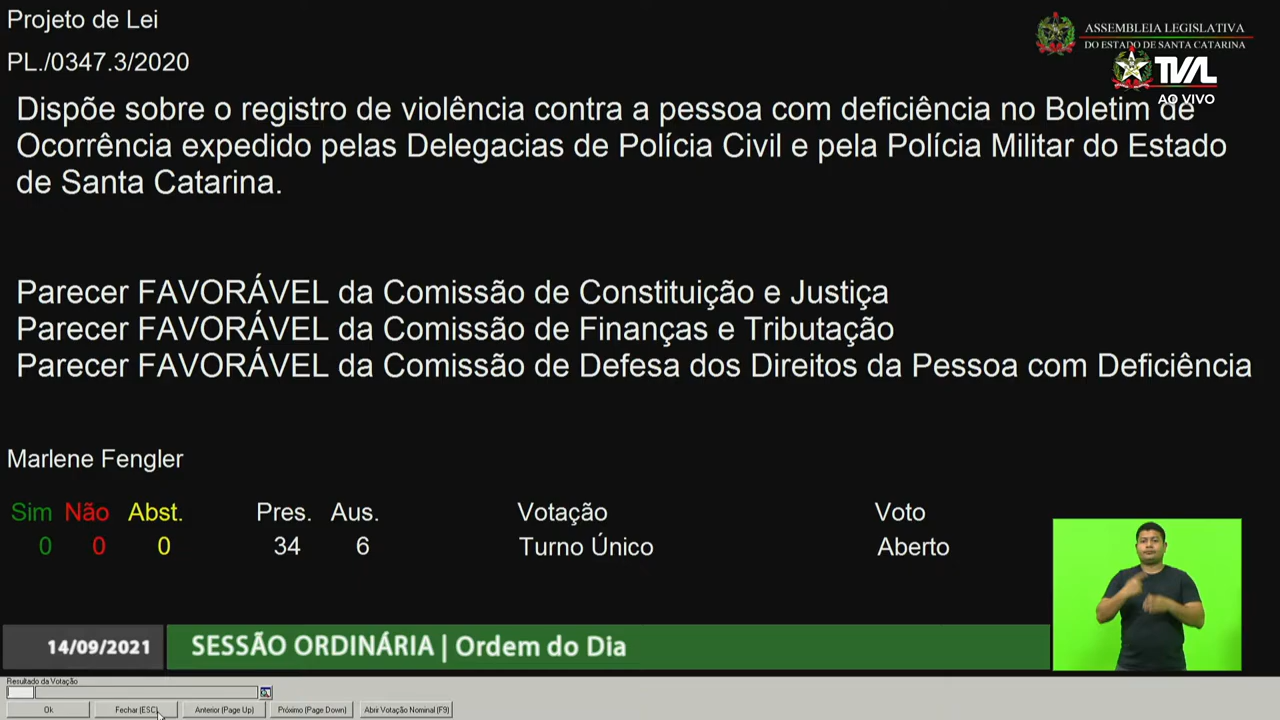 Projeto de Lei
ASSEMBLEIA LEGISLATIVA
DO ESTADO DE SANTA CATARINA
PL./0347.3/2020
TVAL
AO VIVO
Dispõe sobre o registro de violência contra a pessoa com deficiência no Boletim de
Ocorrência expedido pelas Delegacias de Polícia Civil e pela Polícia Militar do Estado
de Santa Catarina.
Parecer FAVORÁVEL da Comissão de Constituição e Justiça
Parecer FAVORÁVEL da Comissão de Finanças e Tributação
Parecer FAVORÁVEL da Comissão de Defesa dos Direitos da Pessoa com Deficiência
Marlene Fengler
Sim Não Abst. Pres. Aus. Votação Voto
0 0 0 34 6 Turno Único Aberto
14/09/2021 SESSÃO ORDINÁRIA | Ordem do Dia
Resultado da Votação
Ok Fechar (ESC) Anterior (Page Up) Próximo (Page Down) Abrir Votação Nominal (F9)